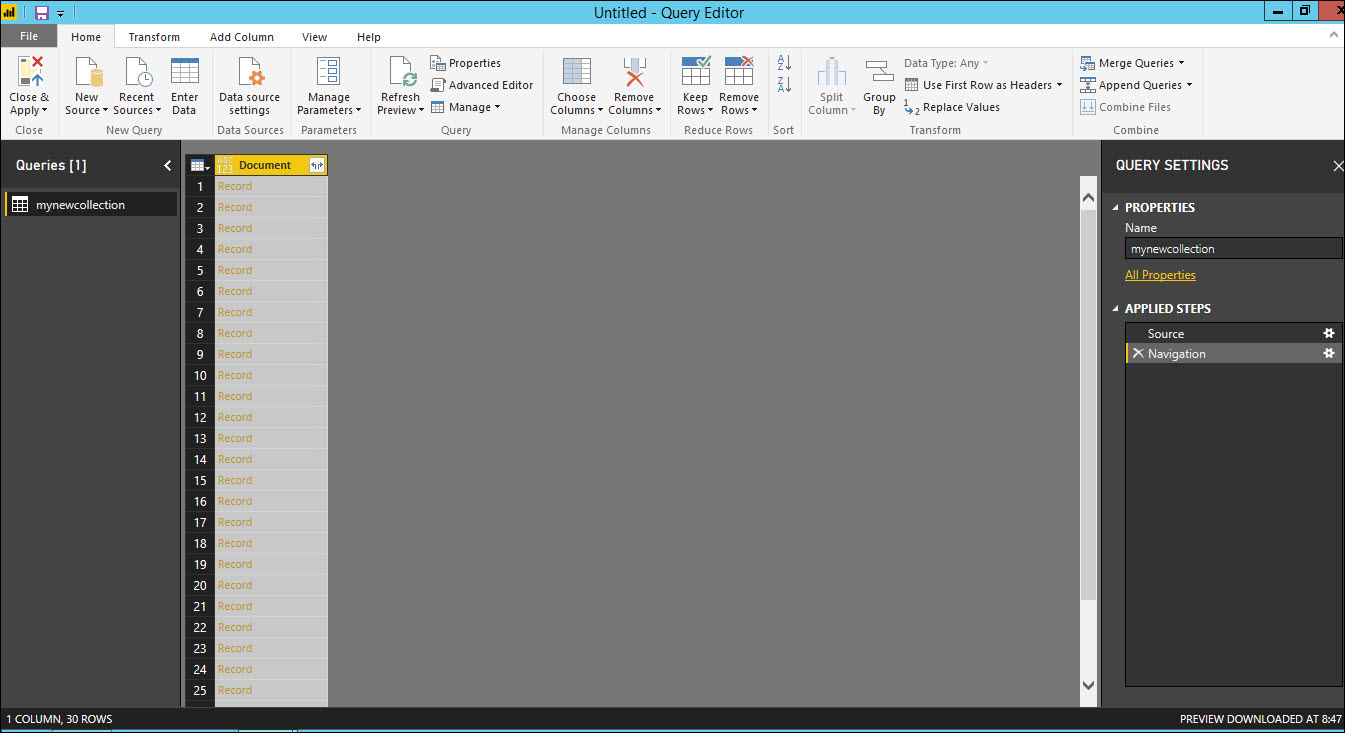 Untitled - Query Editor
File Home Transform Add Column View Help
Close & Apply
New Source
Recent Sources
Enter Data
Data source settings
Manage Parameters
Refresh Preview
Properties
Advanced Editor
Manage
Choose Columns
Remove Columns
Keep Rows
Remove Rows
A
Z
Z
A
Split Column
Group By
Data Type: Any
Use First Row as Headers
1
2 Replace Values
Merge Queries
Append Queries
Combine Files
Close New Query Data Sources Parameters Query Manage Columns Reduce Rows Sort Transform Combine
Queries [1]
mynewcollection
ABC
123 Document
1 Record
2 Record
3 Record
4 Record
5 Record
6 Record
7 Record
8 Record
9 Record
10 Record
11 Record
12 Record
13 Record
14 Record
15 Record
16 Record
17 Record
18 Record
19 Record
20 Record
21 Record
22 Record
23 Record
24 Record
25 Record
QUERY SETTINGS
PROPERTIES
Name
mynewcollection
All Properties
APPLIED STEPS
Source
Navigation
1 COLUMN, 30 ROWS
PREVIEW DOWNLOADED AT 8:47